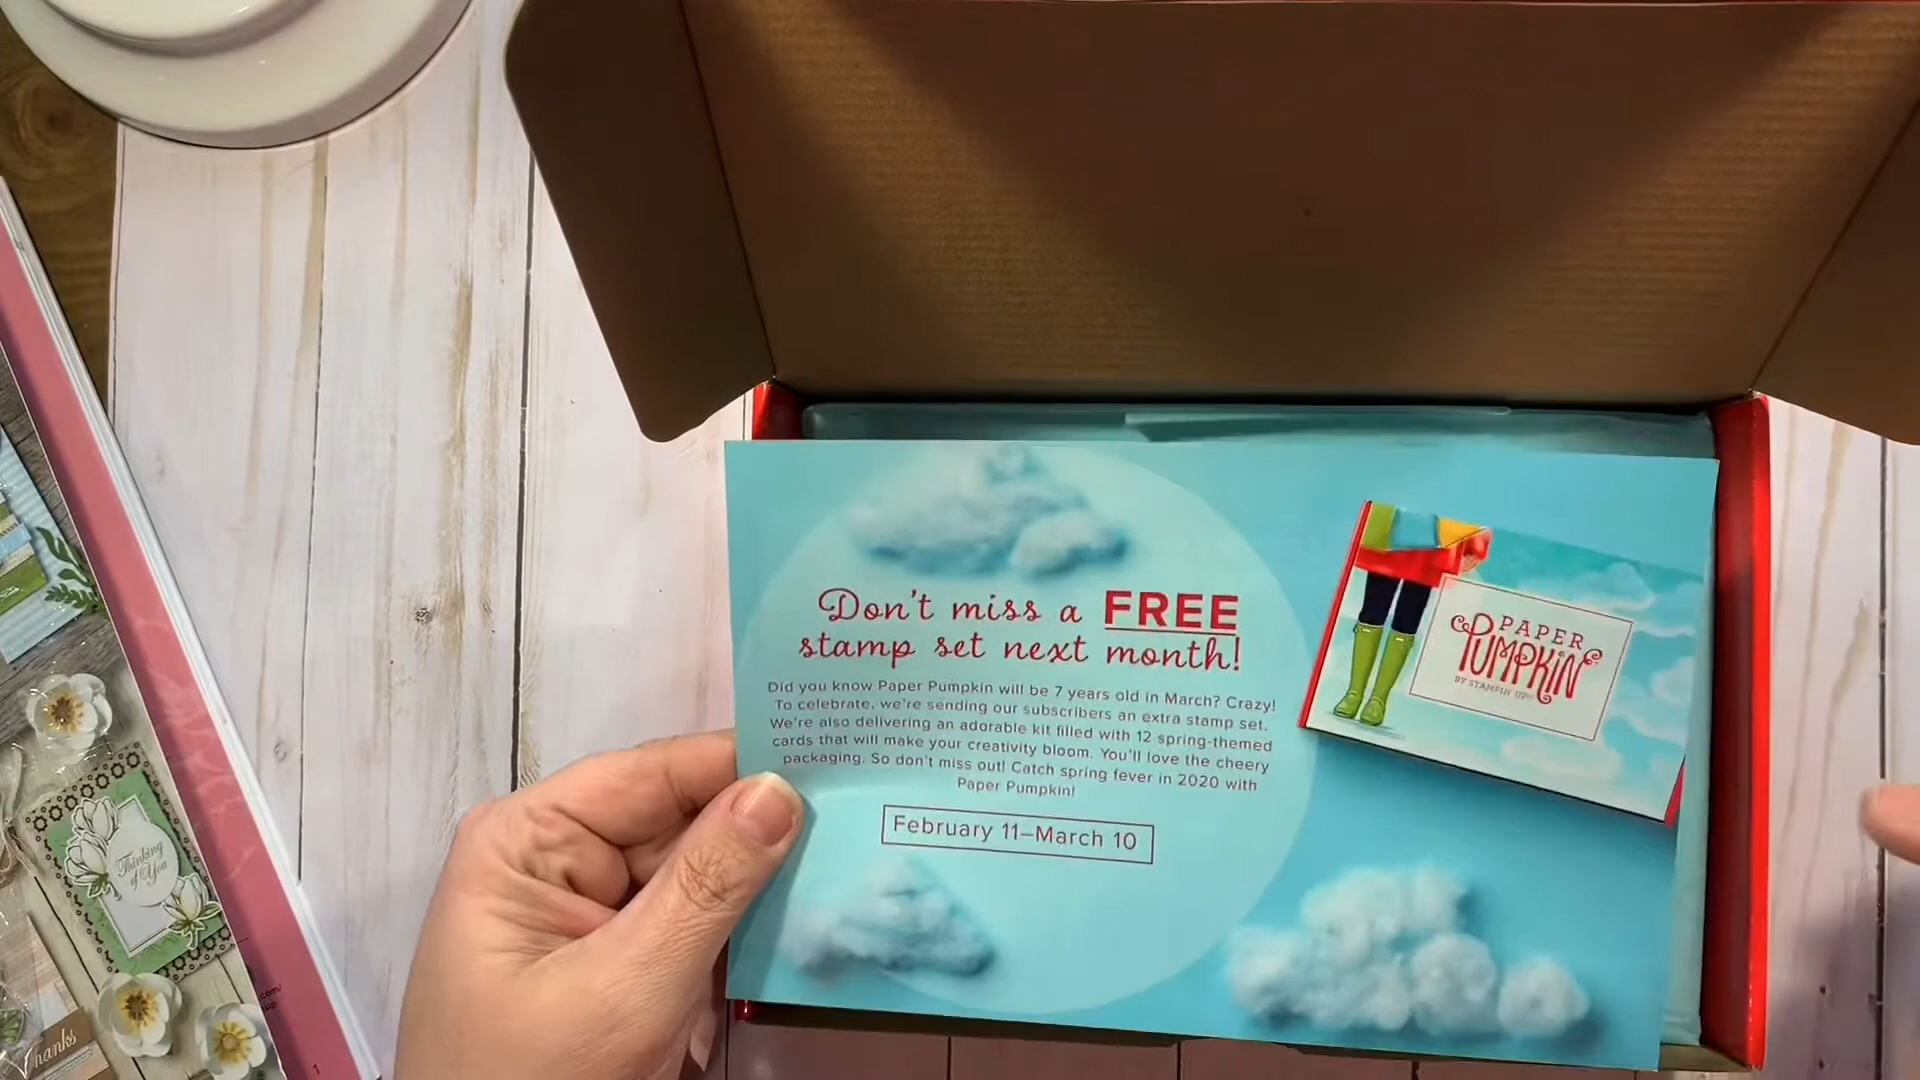 Don't miss a FREE
stamp set next month!
Did you know Paper Pumpkin will be 7 years old in March? Crazy!
To celebrate, we're sending our subscribers an extra stamp set.
We're also delivering an adorable kit filled with 12 spring-themed
cards that will make your creativity bloom. You'll love the cheery
packaging. So don't miss out! Catch spring fever in 2020 with
Paper Pumpkin!
February 11–March 10
PAPER
PUMPKIN
BY STAMPIN' UP!
Thinking
of You
Thanks
.com/
1